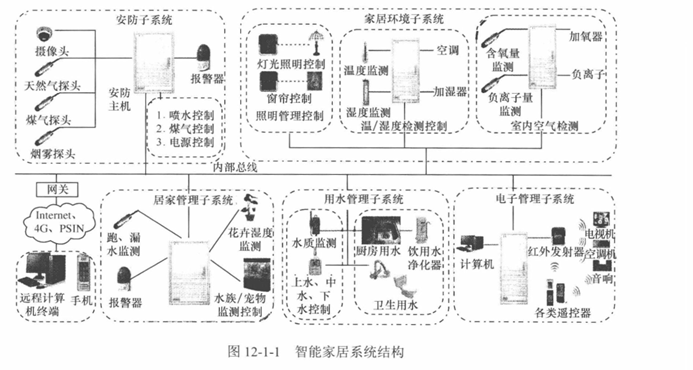 安防子系统
摄像头
天然气探头
煤气探头
烟雾探头
安防
主机
报警器
1. 喷水控制
2. 煤气控制
3. 电源控制
家居环境子系统
灯光照明控制
窗帘控制
照明管理控制
温度监测
湿度监测
空调
加湿器
温/湿度检测控制
含氧量
监测
负离子量
监测
加氧器
负离子
室内空气检测
内部总线
网关
Internet、
4G、PSIN
远程计算
机终端
手机
居家管理子系统
跑、漏
水监测
报警器
花卉湿度
监测
水族/宠物
监测控制
用水管理子系统
水质监测
上水、中
水、下
水控制
厨房用水
饮用水
净化器
卫生用水
电子管理子系统
计算机
红外发射器
各类遥控器
电视机
空调机
音响
图 12-1-1 智能家居系统结构